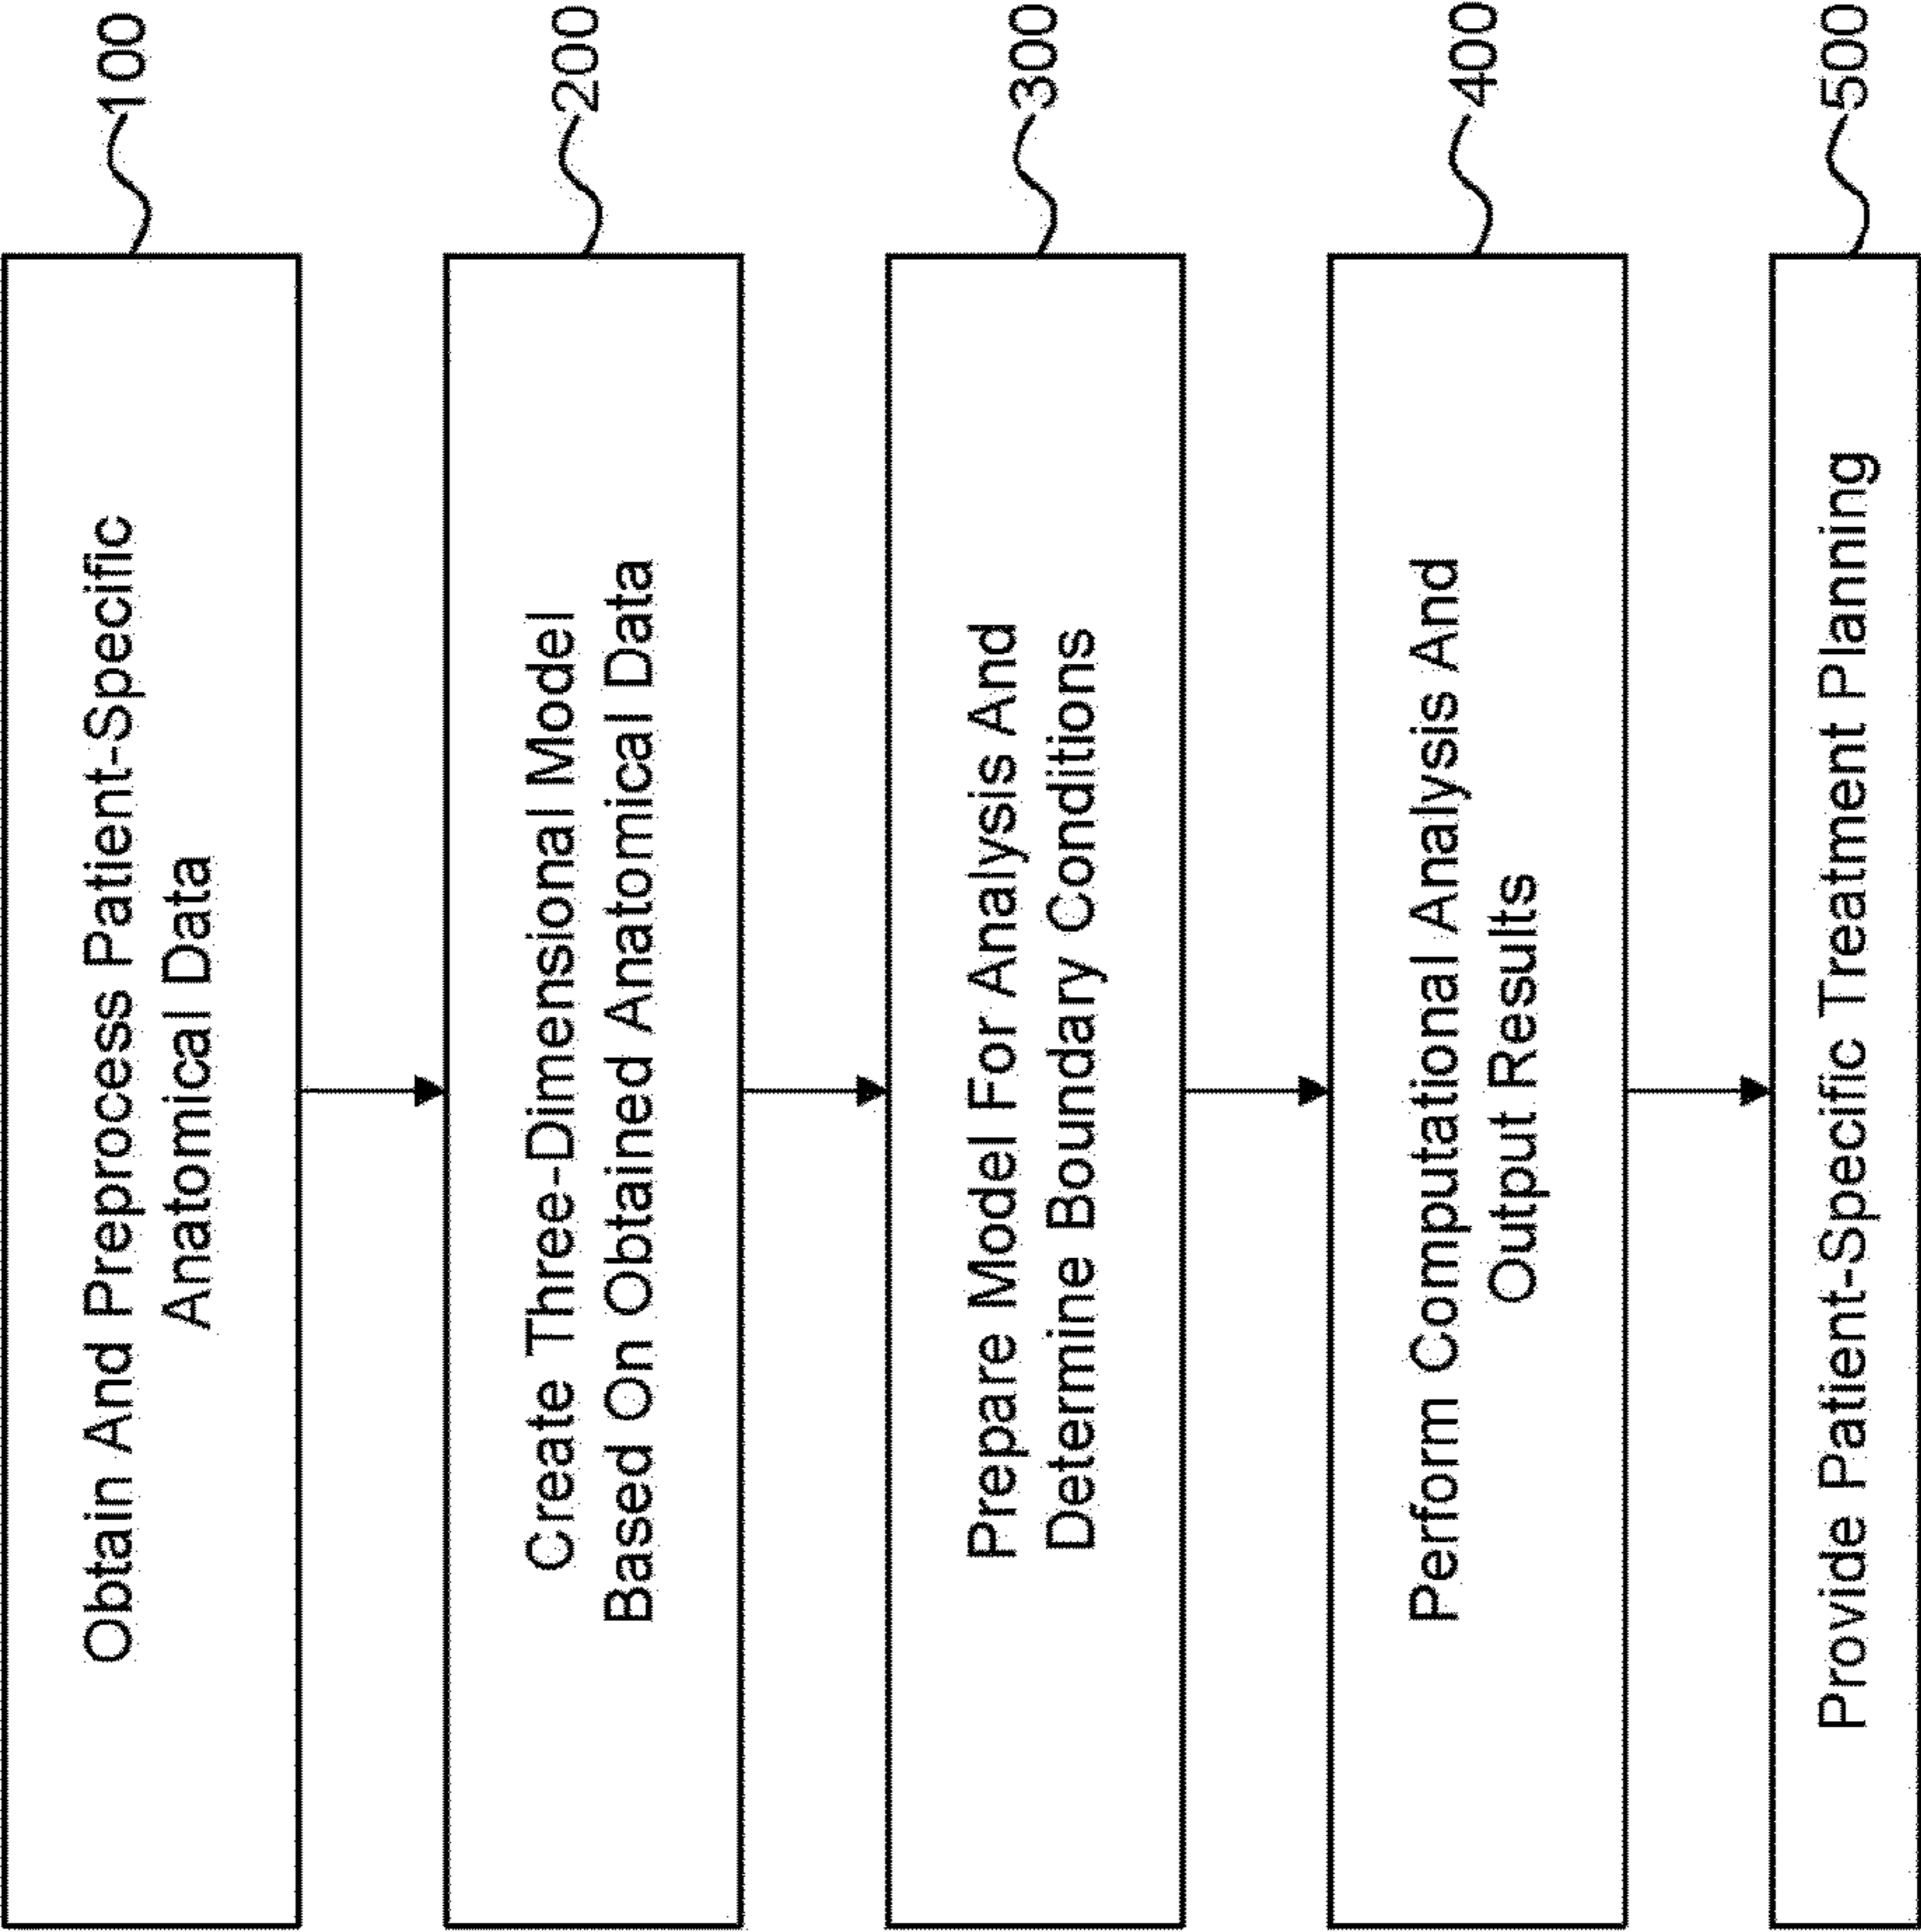 Obtain And Preprocess Patient-Specific
Anatomical Data
100
Create Three-Dimensional Model
Based On Obtained Anatomical Data
200
Prepare Model For Analysis And
Determine Boundary Conditions
300
Perform Computational Analysis And
Output Results
400
Provide Patient-Specific Treatment Planning
500